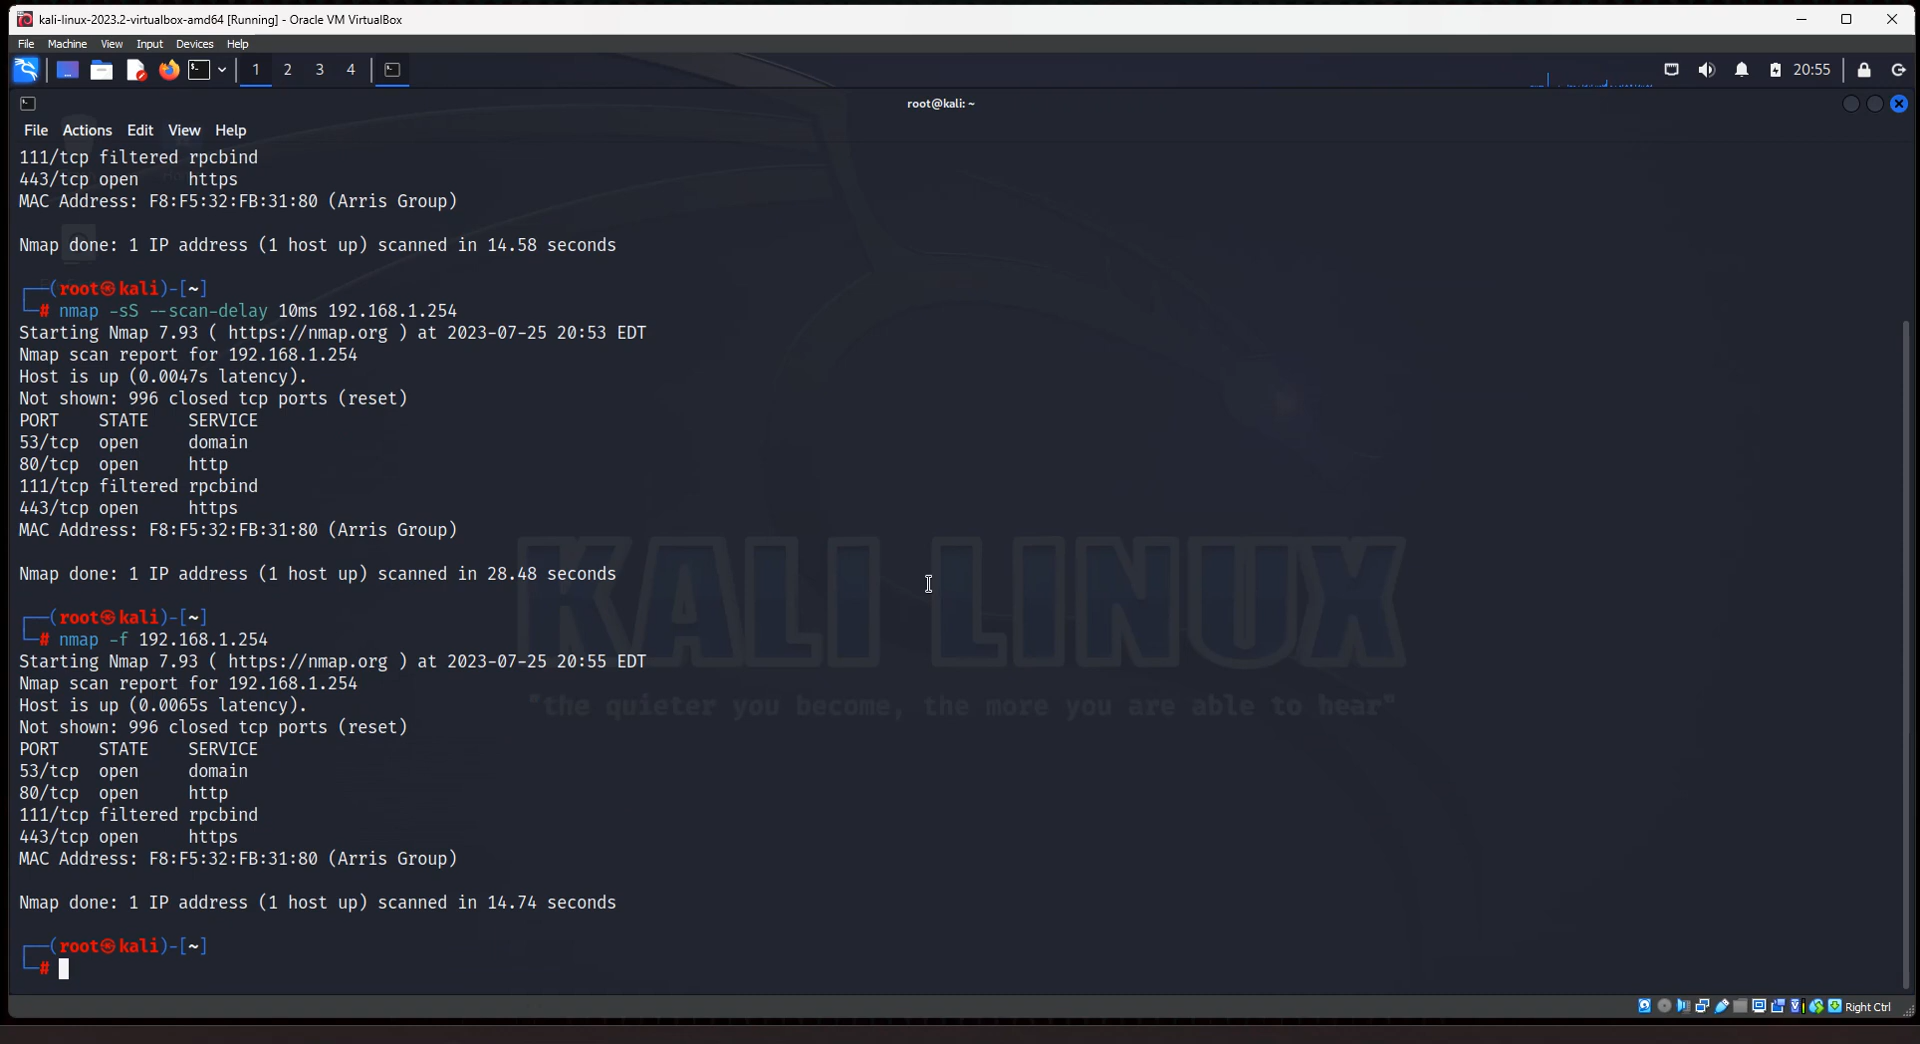 kali-linux-2023.2-virtualbox-amd64 [Running] - Oracle VM VirtualBox
File Machine View Input Devices Help
1 2 3 4 20:55
root@kali: ~
File Actions Edit View Help
111/tcp filtered rpcbind
443/tcp open https
MAC Address: F8:F5:32:FB:31:80 (Arris Group)
Nmap done: 1 IP address (1 host up) scanned in 14.58 seconds
┌──(root㉿kali)-[~]
└─# nmap -sS --scan-delay 10ms 192.168.1.254
Starting Nmap 7.93 ( https://nmap.org ) at 2023-07-25 20:53 EDT
Nmap scan report for 192.168.1.254
Host is up (0.0047s latency).
Not shown: 996 closed tcp ports (reset)
PORT STATE SERVICE
53/tcp open domain
80/tcp open http
111/tcp filtered rpcbind
443/tcp open https
MAC Address: F8:F5:32:FB:31:80 (Arris Group)
Nmap done: 1 IP address (1 host up) scanned in 28.48 seconds
┌──(root㉿kali)-[~]
└─# nmap -f 192.168.1.254
Starting Nmap 7.93 ( https://nmap.org ) at 2023-07-25 20:55 EDT
Nmap scan report for 192.168.1.254
Host is up (0.0065s latency).
Not shown: 996 closed tcp ports (reset)
PORT STATE SERVICE
53/tcp open domain
80/tcp open http
111/tcp filtered rpcbind
443/tcp open https
MAC Address: F8:F5:32:FB:31:80 (Arris Group)
Nmap done: 1 IP address (1 host up) scanned in 14.74 seconds
┌──(root㉿kali)-[~]
└─#
KALI LINUX
"the quieter you become, the more you are able to hear"
Right Ctrl